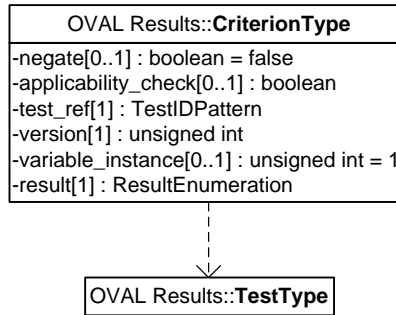 OVAL Results::CriterionType
-negate[0..1] : boolean = false
-applicability_check[0..1] : boolean
-test_ref[1] : TestIDPattern
-version[1] : unsigned int
-variable_instance[0..1] : unsigned int = 1
-result[1] : ResultEnumeration
OVAL Results::TestType